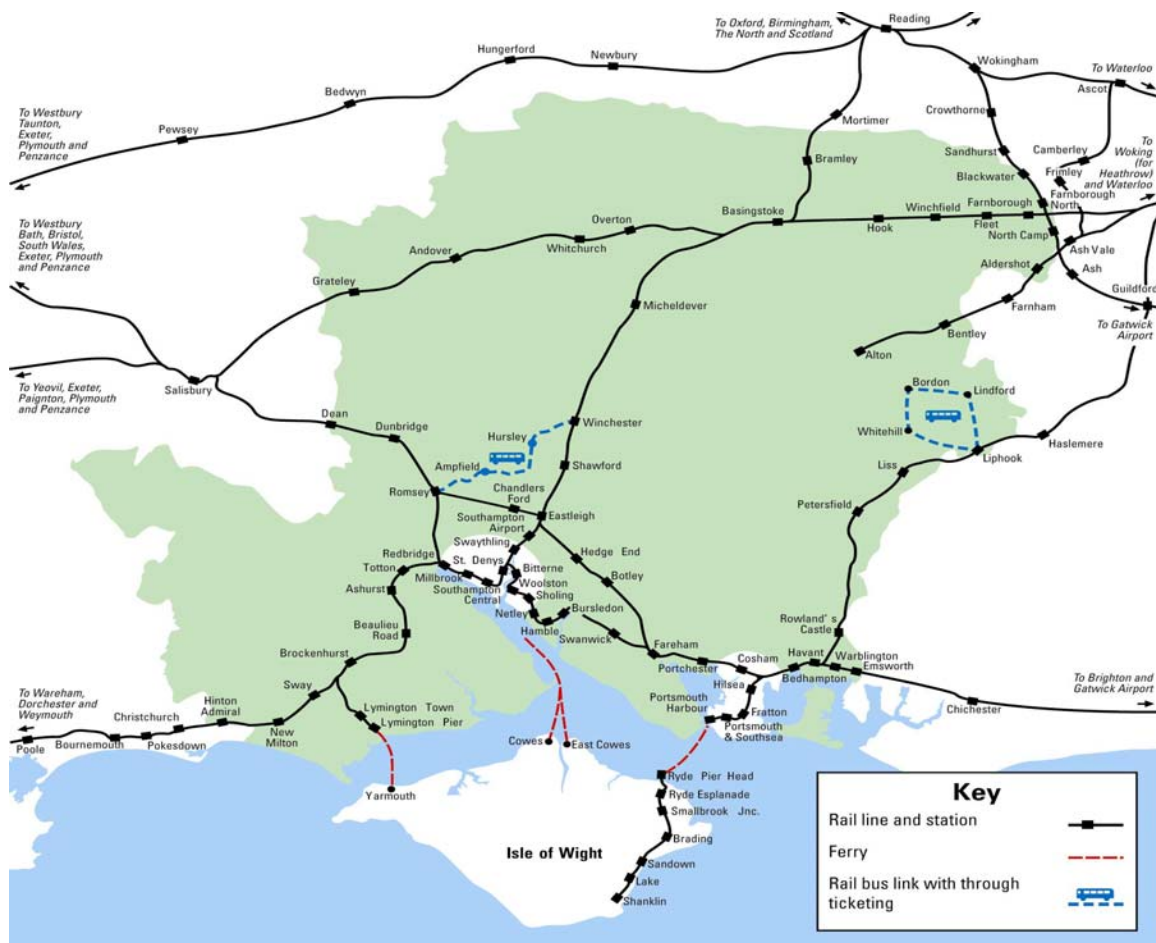 To Oxford, Birmingham,
The North and Scotland
Reading
Hungerford
Newbury
Wokingham
To Waterloo
Ascot
Bedwyn
To Westbury
Taunton,
Exeter,
Plymouth and
Penzance
Pewsey
Mortimer
Crowthorne
To
Woking
(for
Heathrow)
and Waterloo
Bramley
Sandhurst
Camberley
Blackwater
Frimley
Farnborough
North
To Westbury
Bath, Bristol,
South Wales,
Exeter, Plymouth
and Penzance
Overton
Basingstoke
Winchfield
Farnborough
Whitchurch
Hook
Fleet
North Camp
Andover
Ash Vale
Aldershot
Ash
Grateley
Guildford
Micheldever
Farnham
Bentley
To Gatwick
Airport
Alton
To Yeovil, Exeter,
Paignton, Plymouth
and Penzance
Salisbury
Bordon
Lindford
Dean
Dunbridge
Winchester
Whitehill
Hursley
Haslemere
Liphook
Ampfield
Shawford
Liss
Romsey
Chandlers
Ford
Petersfield
Southampton
Airport
Eastleigh
Swaythling
Hedge End
Redbridge
St. Denys
Bitterne
Totton
Millbrook
Woolston
Botley
Ashurst
Southampton
Central
Sholing
Netley
Bursledon
Rowland's
Castle
Beaulieu
Road
Hamble
Swanwick
Fareham
Brockenhurst
Cosham
Havant
Warblington
Portchester
Emsworth
Bedhampton
Sway
Hilsea
To Brighton and
Gatwick Airport
To Wareham,
Dorchester and
Weymouth
Hinton
Admiral
Christchurch
Lymington Town
Lymington Pier
Portsmouth
Harbour
Fratton
Portsmouth
& Southsea
Chichester
Poole
Bournemouth
Pokesdown
New
Milton
Cowes
East Cowes
Yarmouth
Ryde Pier Head
Ryde Esplanade
Smallbrook Jnc.
Brading
Isle of Wight
Sandown
Lake
Shanklin
Key
Rail line and station
Ferry
Rail bus link with through
ticketing